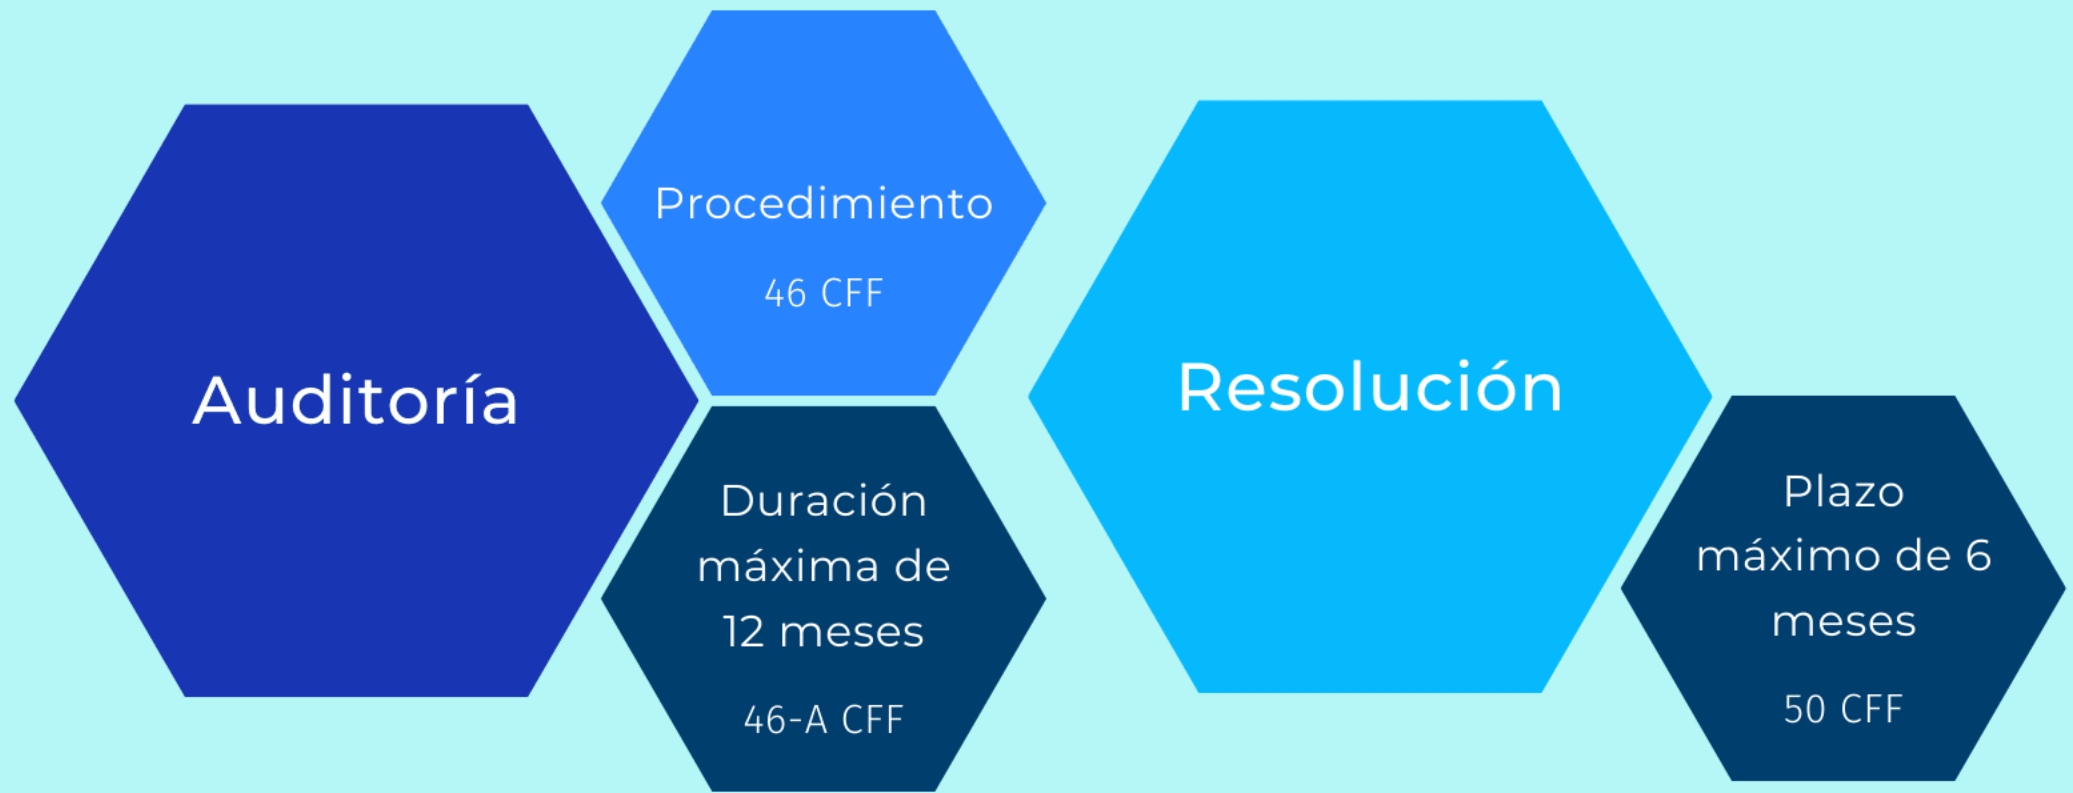 Auditoría
Procedimiento
46 CFF
Duración
máxima de
12 meses
46-A CFF
Resolución
Plazo
máximo de 6
meses
50 CFF